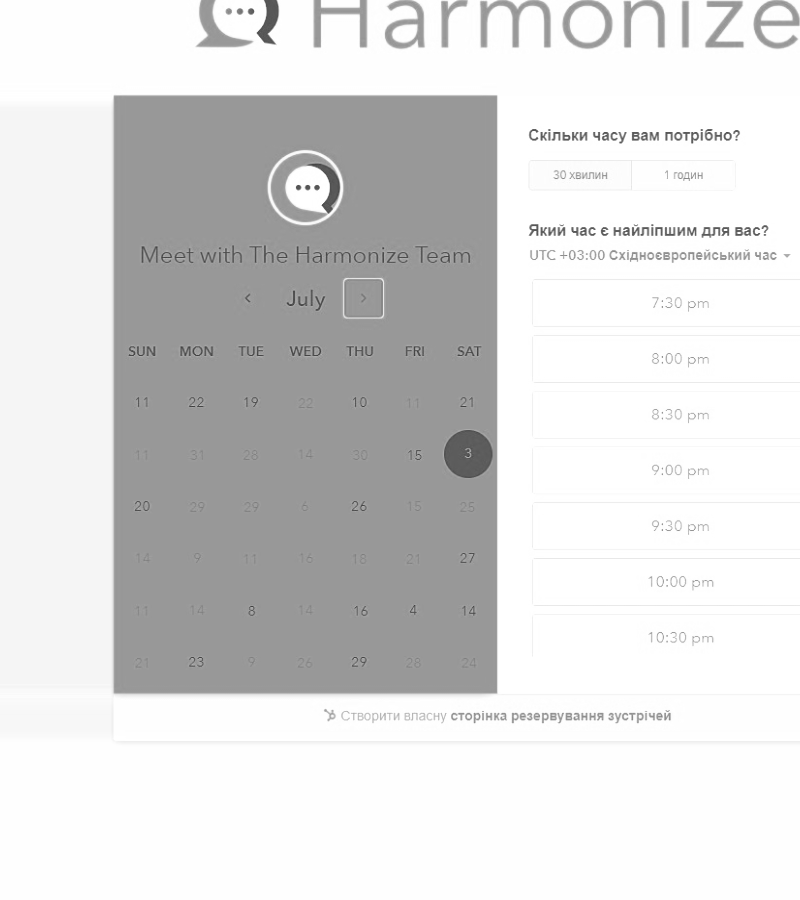 Harmonize
Meet with The Harmonize Team
July
SUN MON TUE WED THU FRI SAT
11 22 19 22 10 11 21
11 31 28 14 30 15 3
20 29 29 6 26 15 25
14 9 11 16 18 21 27
11 14 8 14 16 4 14
21 23 9 26 29 28 24
Скільки часу вам потрібно?
30 хвилин 1 годин
Який час є найліпшим для вас?
UTC +03:00 Східноєвропейський час
7:30 pm
8:00 pm
8:30 pm
9:00 pm
9:30 pm
10:00 pm
10:30 pm
Створити власну сторінка резервування зустрічей